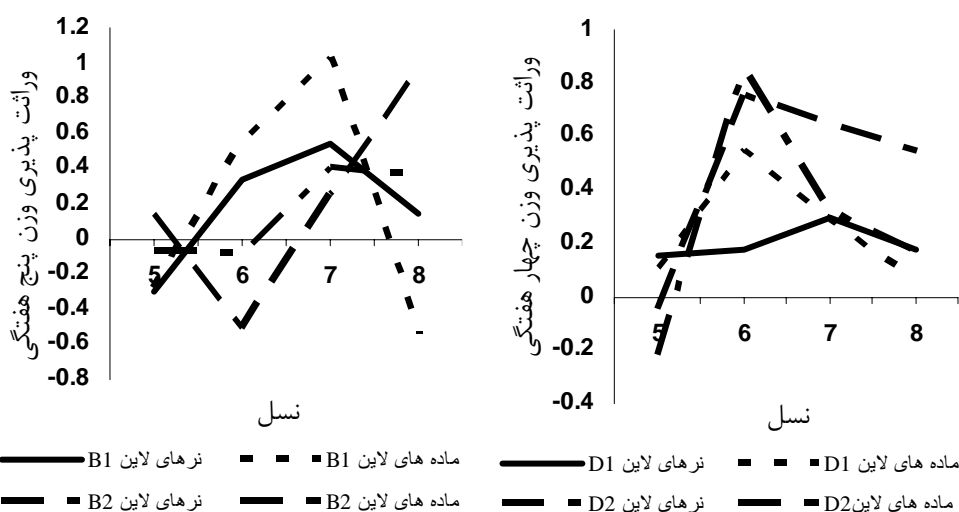 وراثت پذیری وزن پنج هفتگی
1.2
1
0.8
0.6
0.4
0.2
0
-0.2
-0.4
-0.6
-0.8
5 6 7 8
نسل
نرهای لاین B1
ماده های لاین B1
نرهای لاین B2
ماده های لاین B2
وراثت پذیری وزن چهار هفتگی
1
0.8
0.6
0.4
0.2
0
-0.2
-0.4
5 6 7 8
نسل
نرهای لاین D1
ماده های لاین D1
نرهای لاین D2
ماده های لاینD2